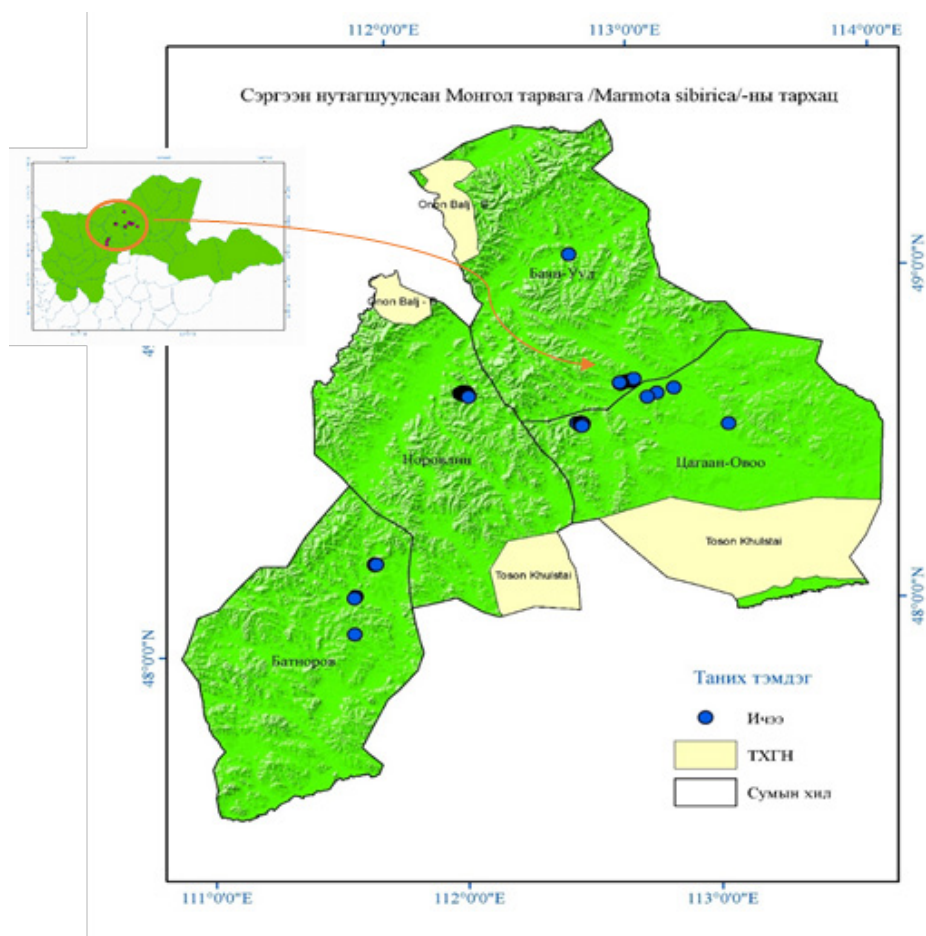 112°0'0"E
113°0'0"E
114°0'0"E
Сэргээн нутагшуулсан Монгол тарвага /Marmota sibirica/-ны тархац
Onon Balj -
49°0'0"N
Баян-Уул
Onon Balj -
Норовлин
Цагаан-Овоо
Toson Khulstai
Toson Khulstai
48°0'0"N
48°0'0"N
Батноров
Таних тэмдэг
Ичээ
ТХГН
Сумын хил
111°0'0"E
112°0'0"E
113°0'0"E